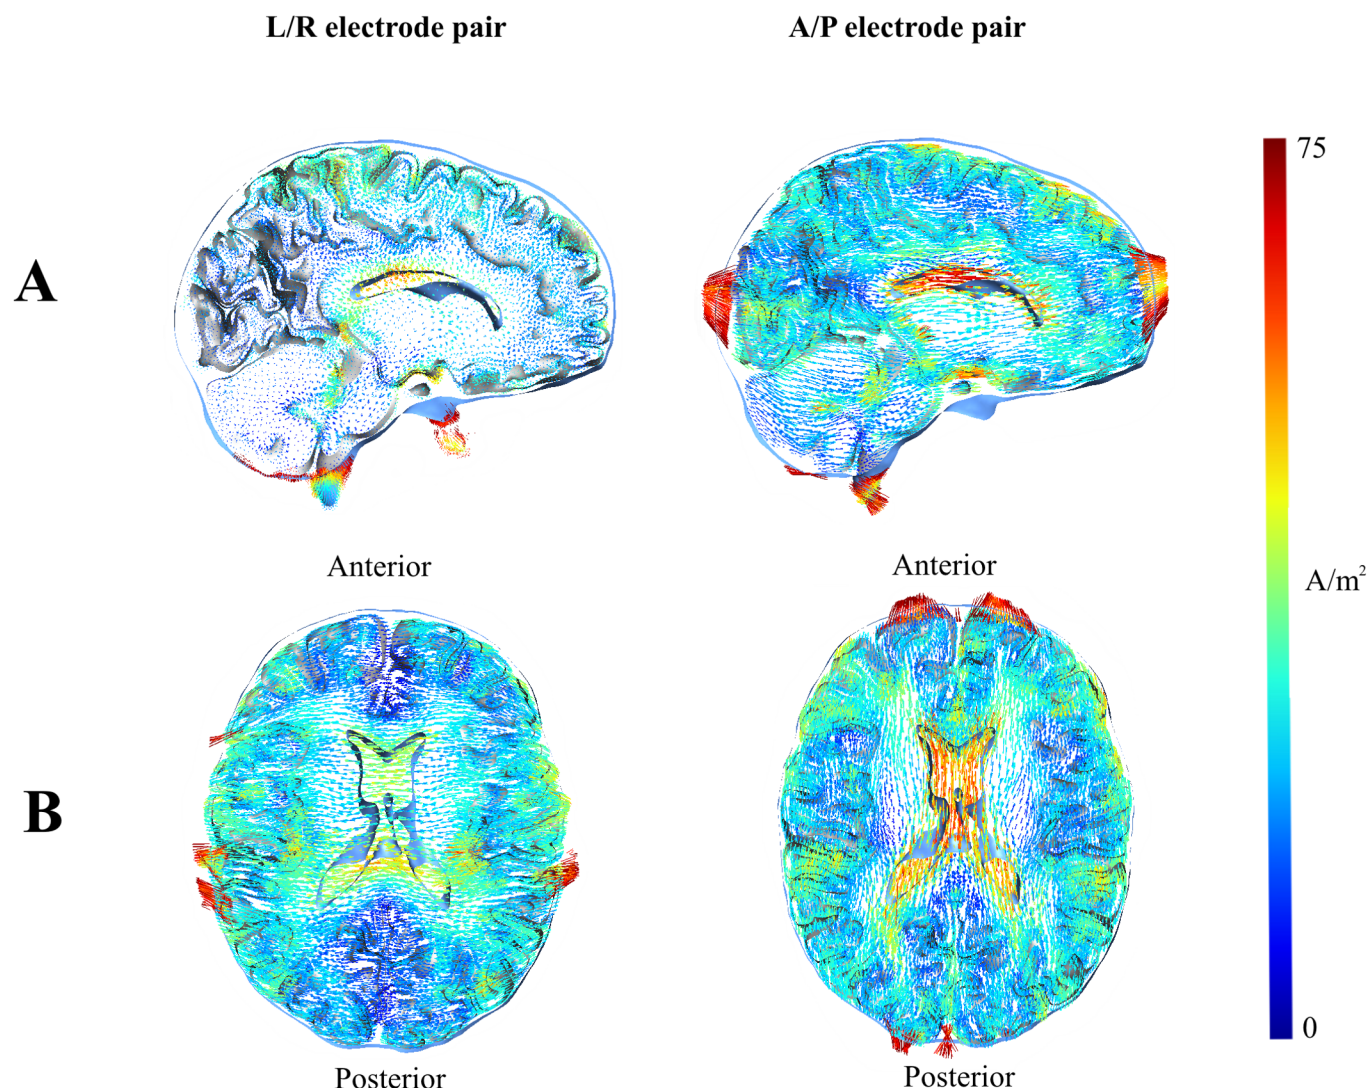 L/R electrode pair
A/P electrode pair
A
75
Anterior
Anterior
A/m²
B
0
Posterior
Posterior